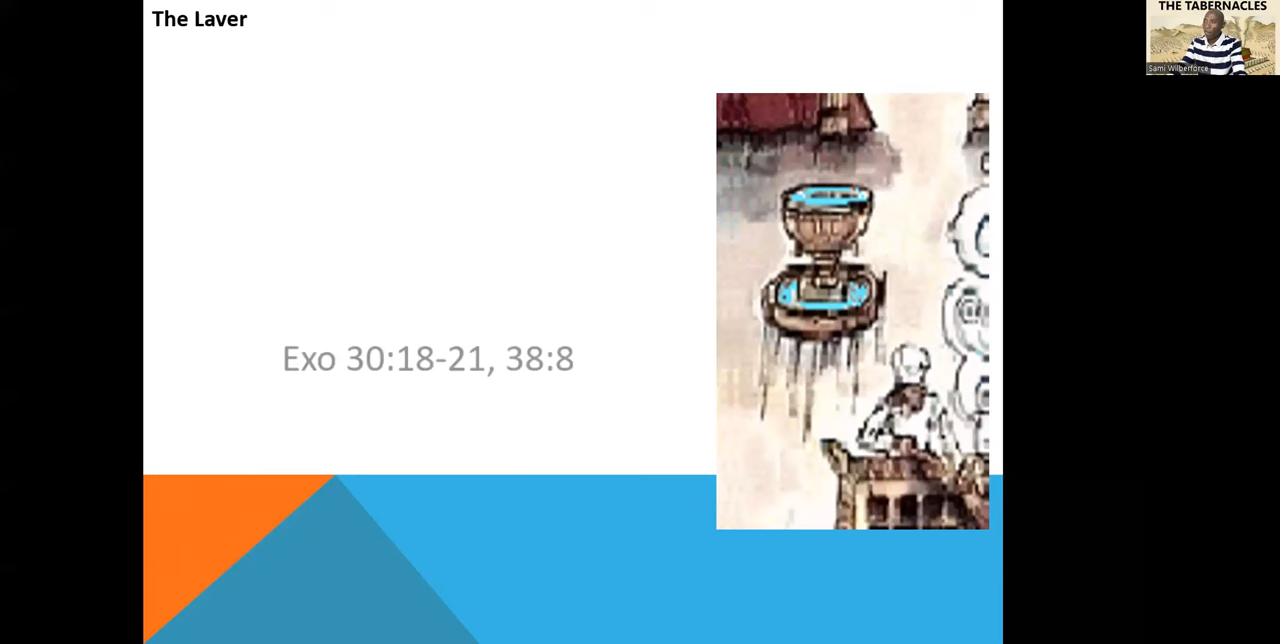 The Laver
THE TABERNACLES
Sami Wilberforce
Exo 30:18-21, 38:8